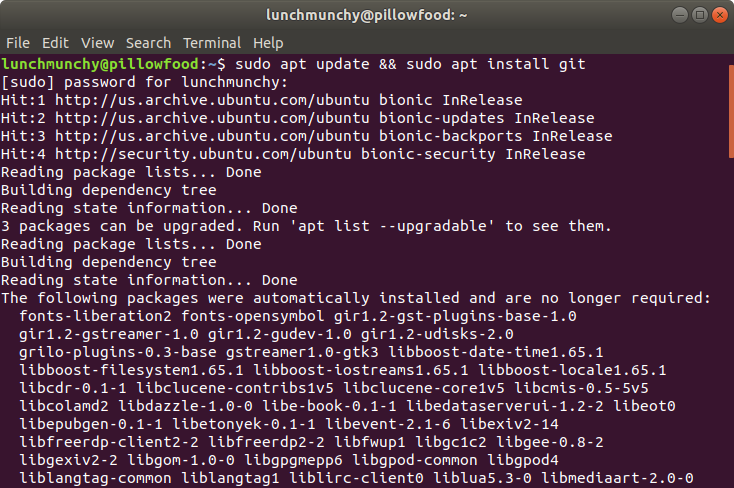 lunchmunchy@pillowfood: ~
File Edit View Search Terminal Help
lunchmunchy@pillowfood:~$ sudo apt update && sudo apt install git
[sudo] password for lunchmunchy:
Hit:1 http://us.archive.ubuntu.com/ubuntu bionic InRelease
Hit:2 http://us.archive.ubuntu.com/ubuntu bionic-updates InRelease
Hit:3 http://us.archive.ubuntu.com/ubuntu bionic-backports InRelease
Hit:4 http://security.ubuntu.com/ubuntu bionic-security InRelease
Reading package lists... Done
Building dependency tree
Reading state information... Done
3 packages can be upgraded. Run 'apt list --upgradable' to see them.
Reading package lists... Done
Building dependency tree
Reading state information... Done
The following packages were automatically installed and are no longer required:
  fonts-liberation2 fonts-opensymbol gir1.2-gst-plugins-base-1.0
  gir1.2-gstreamer-1.0 gir1.2-gudev-1.0 gir1.2-udisks-2.0
  grilo-plugins-0.3-base gstreamer1.0-gtk3 libboost-date-time1.65.1
  libboost-filesystem1.65.1 libboost-iostreams1.65.1 libboost-locale1.65.1
  libcdr-0.1-1 libclucene-contribs1v5 libclucene-core1v5 libcmis-0.5-5v5
  libcolamd2 libdazzle-1.0-0 libe-book-0.1-1 libedataserverui-1.2-2 libeot0
  libepubgen-0.1-1 libetonyek-0.1-1 libevent-2.1-6 libexiv2-14
  libfreerdp-client2-2 libfreerdp2-2 libfwup1 libgc1c2 libgee-0.8-2
  libgexiv2-2 libgom-1.0-0 libgpgmepp6 libgpod-common libgpod4
  liblangtag-common liblangtag1 liblirc-client0 liblua5.3-0 libmediaart-2.0-0